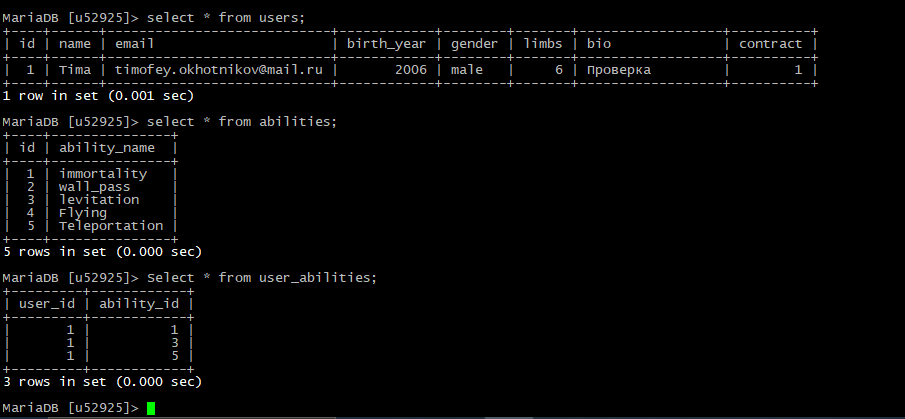 MariaDB [u52925]> select * from users;
+----+------+----------------------------+------------+--------+-------+------------------+----------+
| id | name | email                      | birth_year | gender | limbs | bio              | contract |
+----+------+----------------------------+------------+--------+-------+------------------+----------+
|  1 | Tima | timofey.okhotnikov@mail.ru |       2006 | male   |     6 | Проверка         |        1 |
+----+------+----------------------------+------------+--------+-------+------------------+----------+
1 row in set (0.001 sec)
MariaDB [u52925]> select * from abilities;
+----+---------------+
| id | ability_name  |
+----+---------------+
|  1 | immortality   |
|  2 | wall_pass     |
|  3 | levitation    |
|  4 | Flying        |
|  5 | Teleportation |
+----+---------------+
5 rows in set (0.000 sec)
MariaDB [u52925]> Select * from user_abilities;
+---------+------------+
| user_id | ability_id |
+---------+------------+
|       1 |          1 |
|       1 |          3 |
|       1 |          5 |
+---------+------------+
3 rows in set (0.000 sec)
MariaDB [u52925]>